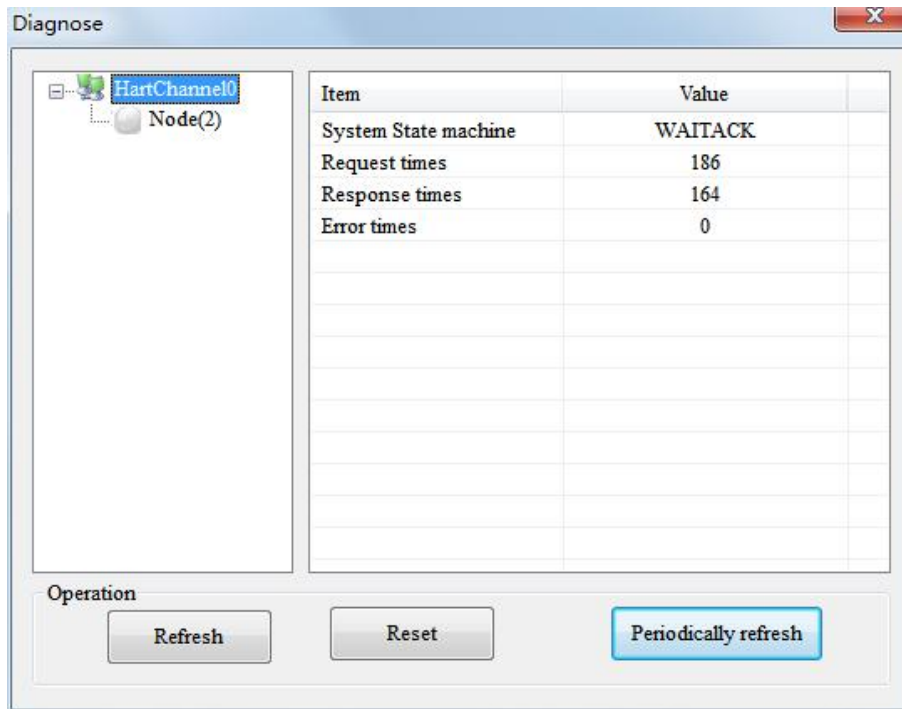 Diagnose
HartChannel0
Node(2)
Item Value
System State machine WAITACK
Request times 186
Response times 164
Error times 0
Operation
Refresh Reset Periodically refresh